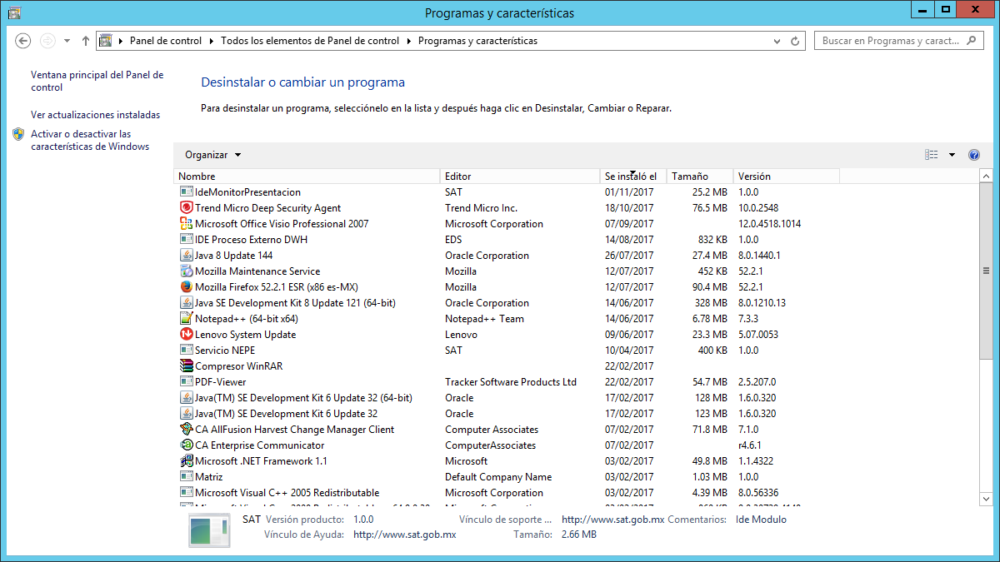 Programas y características
Panel de control Todos los elementos de Panel de control Programas y características
Buscar en Programas y caract...
Ventana principal del Panel de
control
Ver actualizaciones instaladas
Activar o desactivar las
características de Windows
Desinstalar o cambiar un programa
Para desinstalar un programa, selecciónelo en la lista y después haga clic en Desinstalar, Cambiar o Reparar.
Organizar
Nombre Editor Se instaló el Tamaño Versión
IdeMonitorPresentacion SAT 01/11/2017 25.2 MB 1.0.0
Trend Micro Deep Security Agent Trend Micro Inc. 18/10/2017 76.5 MB 10.0.2548
Microsoft Office Visio Professional 2007 Microsoft Corporation 07/09/2017 12.0.4518.1014
IDE Proceso Externo DWH EDS 14/08/2017 832 KB 1.0.0
Java 8 Update 144 Oracle Corporation 26/07/2017 27.4 MB 8.0.1440.1
Mozilla Maintenance Service Mozilla 12/07/2017 452 KB 52.2.1
Mozilla Firefox 52.2.1 ESR (x86 es-MX) Mozilla 12/07/2017 90.4 MB 52.2.1
Java SE Development Kit 8 Update 121 (64-bit) Oracle Corporation 14/06/2017 328 MB 8.0.1210.13
Notepad++ (64-bit x64) Notepad++ Team 14/06/2017 6.78 MB 7.3.3
Lenovo System Update Lenovo 09/06/2017 23.3 MB 5.07.0053
Servicio NEPE SAT 10/04/2017 400 KB 1.0.0
Compresor WinRAR 22/02/2017
PDF-Viewer Tracker Software Products Ltd 22/02/2017 54.7 MB 2.5.207.0
Java(TM) SE Development Kit 6 Update 32 (64-bit) Oracle 17/02/2017 128 MB 1.6.0.320
Java(TM) SE Development Kit 6 Update 32 Oracle 17/02/2017 123 MB 1.6.0.320
CA AllFusion Harvest Change Manager Client Computer Associates 07/02/2017 71.8 MB 7.1.0
CA Enterprise Communicator ComputerAssociates 07/02/2017 r4.6.1
Microsoft .NET Framework 1.1 Microsoft 03/02/2017 49.8 MB 1.1.4322
Matriz Default Company Name 03/02/2017 1.03 MB 1.0.0
Microsoft Visual C++ 2005 Redistributable Microsoft Corporation 03/02/2017 4.39 MB 8.0.56336
SAT Versión producto: 1.0.0 Vínculo de soporte ... http://www.sat.gob.mx Comentarios: Ide Modulo
Vínculo de Ayuda: http://www.sat.gob.mx Tamaño: 2.66 MB